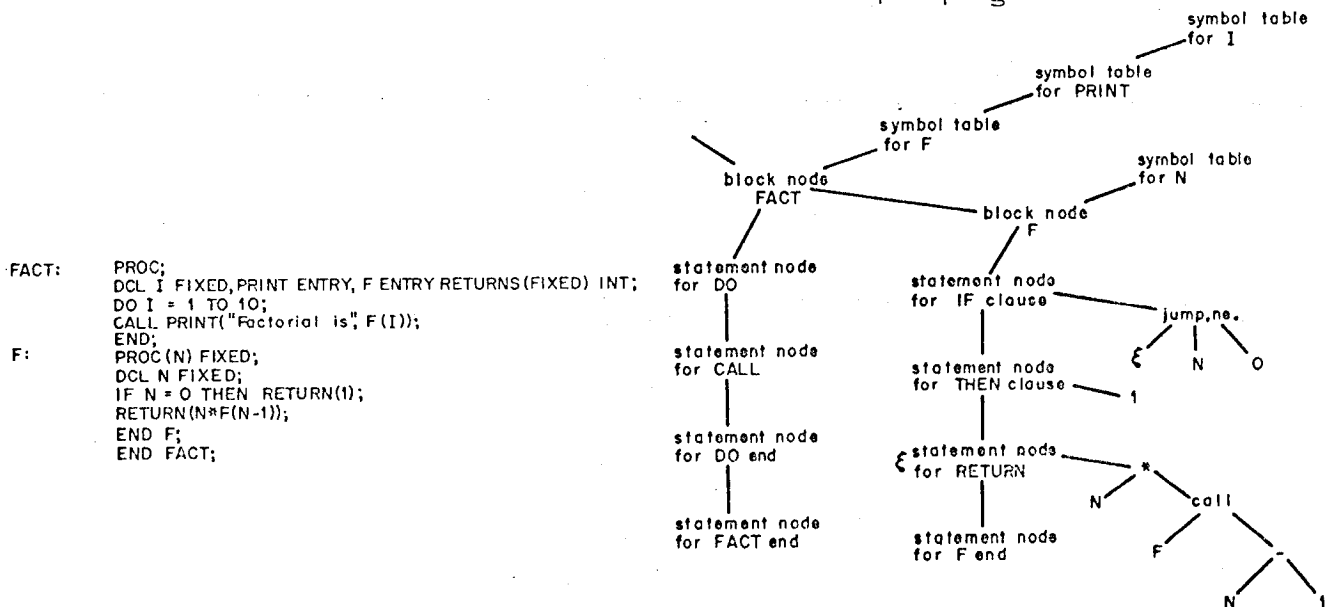 symbol table
for I
symbol table
for PRINT
symbol table
for F
symbol table
for N
block node
FACT
block node
F
FACT: PROC;
DCL I FIXED, PRINT ENTRY, F ENTRY RETURNS(FIXED) INT;
DO I = 1 TO 10;
CALL PRINT("Factorial is", F(I));
END;
F: PROC(N) FIXED;
DCL N FIXED;
IF N = 0 THEN RETURN(1);
RETURN(N*F(N-1));
END F;
END FACT;
statement node
for DO
statement node
for CALL
statement node
for DO end
statement node
for FACT end
statement node
for IF clause
jump,ne.
ξ N 0
statement node
for THEN clause
1
ξ statement node
for RETURN
*
N call
F -
N 1
statement node
for F end